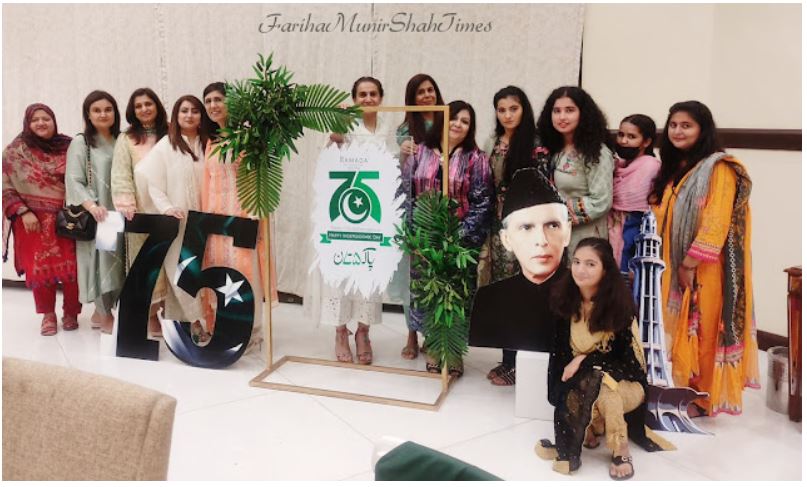 FarihaMunirShahTimes
RAMADA
75
HAPPY INDEPENDENCE DAY
پاکستان
75